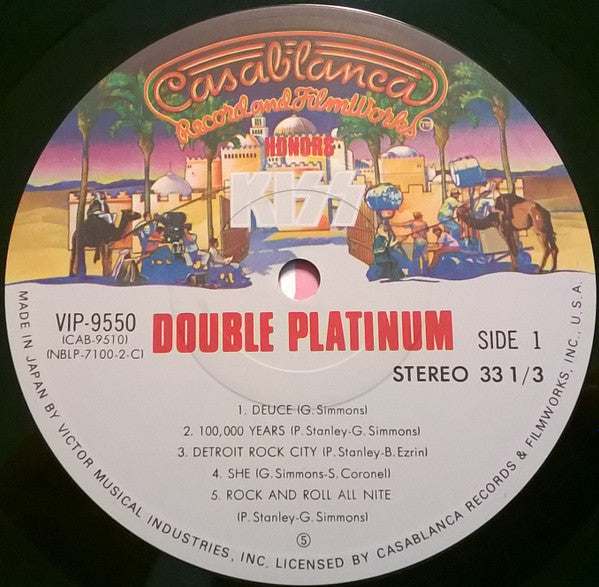 Casablanca
Record and FilmWorks TM
HONORS
KISS
VIP-9550
(CAB-9510)
(NBLP-7100-2-C)
DOUBLE PLATINUM
SIDE 1
STEREO 33 1/3
1. DEUCE (G. Simmons)
2. 100,000 YEARS (P. Stanley-G. Simmons)
3. DETROIT ROCK CITY (P. Stanley-B. Ezrin)
4. SHE (G. Simmons-S. Coronel)
5. ROCK AND ROLL ALL NITE
(P. Stanley-G. Simmons)
⑤
MADE IN JAPAN BY VICTOR MUSICAL INDUSTRIES, INC. LICENSED BY CASABLANCA RECORDS & FILMWORKS, INC., U.S.A.